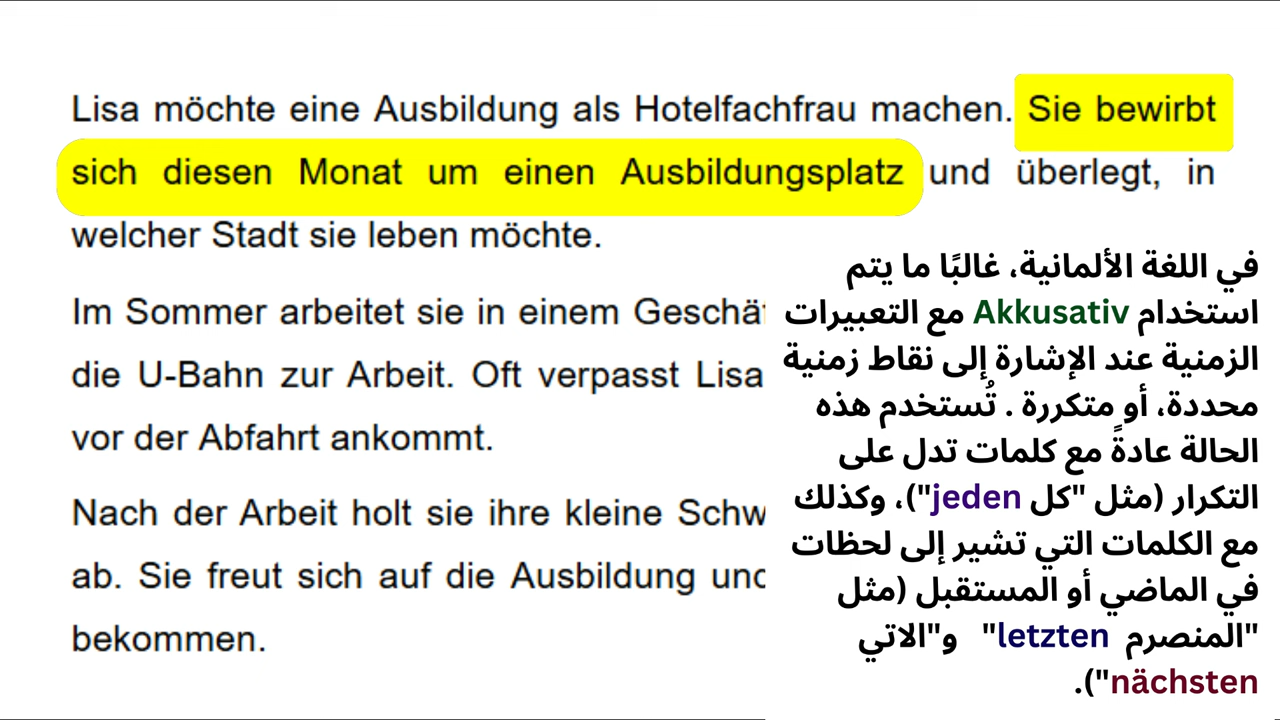 Lisa möchte eine Ausbildung als Hotelfachfrau machen. Sie bewirbt
sich diesen Monat um einen Ausbildungsplatz und überlegt, in
welcher Stadt sie leben möchte.
Im Sommer arbeitet sie in einem
die U-Bahn zur Arbeit. Oft verpasst Lisa
vor der Abfahrt ankommt.
Nach der Arbeit holt sie ihre kleine
ab. Sie freut sich auf die Ausbildung
bekommen.
في اللغة الألمانية، غالبًا ما يتم
استخدام Akkusativ مع التعبيرات
الزمنية عند الإشارة إلى نقاط زمنية
محددة، أو متكررة . تُستخدم هذه
الحالة عادةً مع كلمات تدل على
التكرار (مثل "كل jeden")، وكذلك
مع الكلمات التي تشير إلى لحظات
في الماضي أو المستقبل (مثل
"المنصرم letzten" و"الاتي
nächsten").